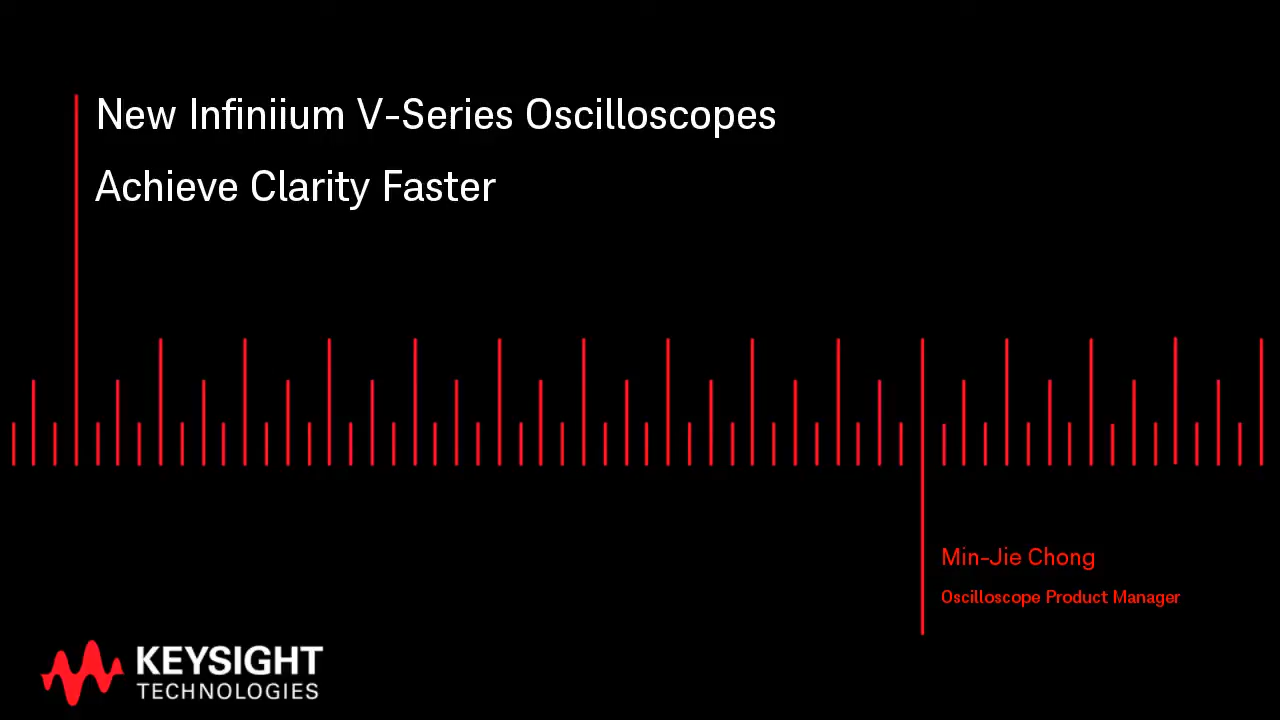 New Infiniium V-Series Oscilloscopes
Achieve Clarity Faster
Min-Jie Chong
Oscilloscope Product Manager
KEYSIGHT
TECHNOLOGIES